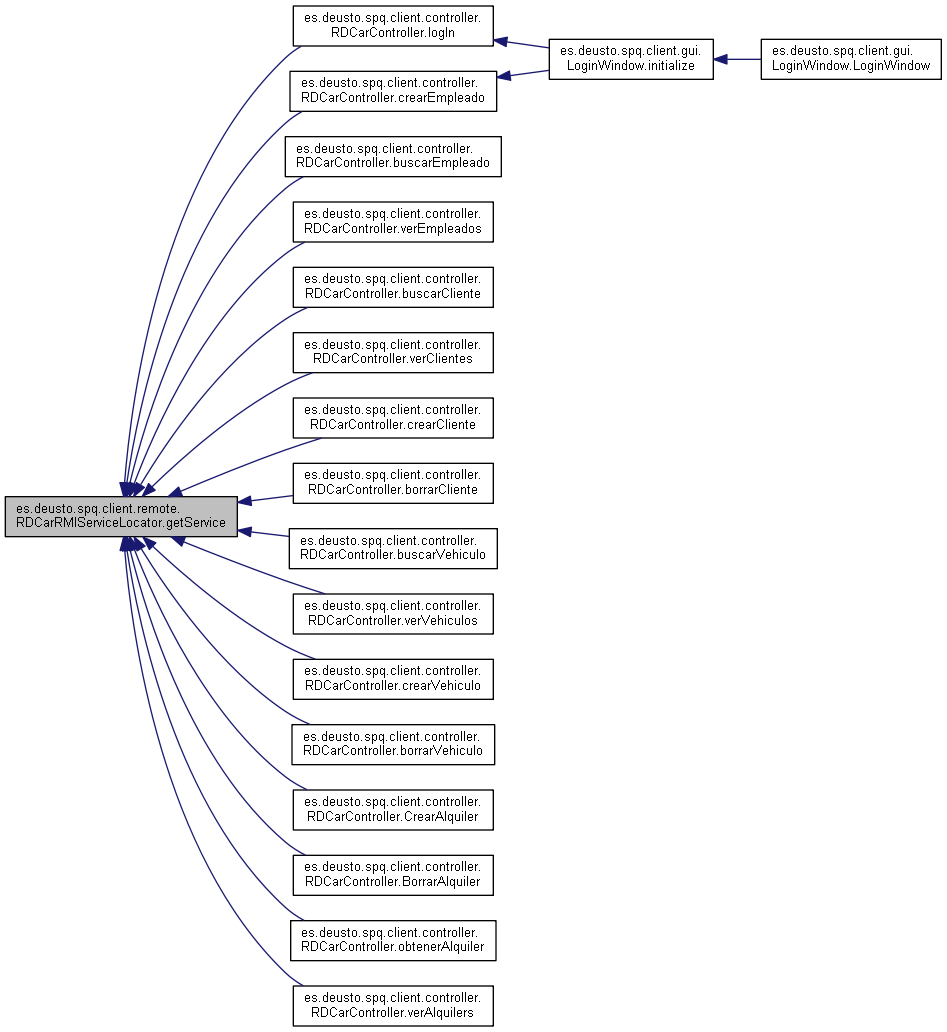 es.deusto.spq.client.controller.
RDCarController.logIn
es.deusto.spq.client.gui.
LoginWindow.initialize
es.deusto.spq.client.gui.
LoginWindow.LoginWindow
es.deusto.spq.client.controller.
RDCarController.crearEmpleado
es.deusto.spq.client.controller.
RDCarController.buscarEmpleado
es.deusto.spq.client.controller.
RDCarController.verEmpleados
es.deusto.spq.client.controller.
RDCarController.buscarCliente
es.deusto.spq.client.controller.
RDCarController.verClientes
es.deusto.spq.client.controller.
RDCarController.crearCliente
es.deusto.spq.client.controller.
RDCarController.borrarCliente
es.deusto.spq.client.remote.
RDCarRMIServiceLocator.getService
es.deusto.spq.client.controller.
RDCarController.buscarVehiculo
es.deusto.spq.client.controller.
RDCarController.verVehiculos
es.deusto.spq.client.controller.
RDCarController.crearVehiculo
es.deusto.spq.client.controller.
RDCarController.borrarVehiculo
es.deusto.spq.client.controller.
RDCarController.CrearAlquiler
es.deusto.spq.client.controller.
RDCarController.BorrarAlquiler
es.deusto.spq.client.controller.
RDCarController.obtenerAlquiler
es.deusto.spq.client.controller.
RDCarController.verAlquilers